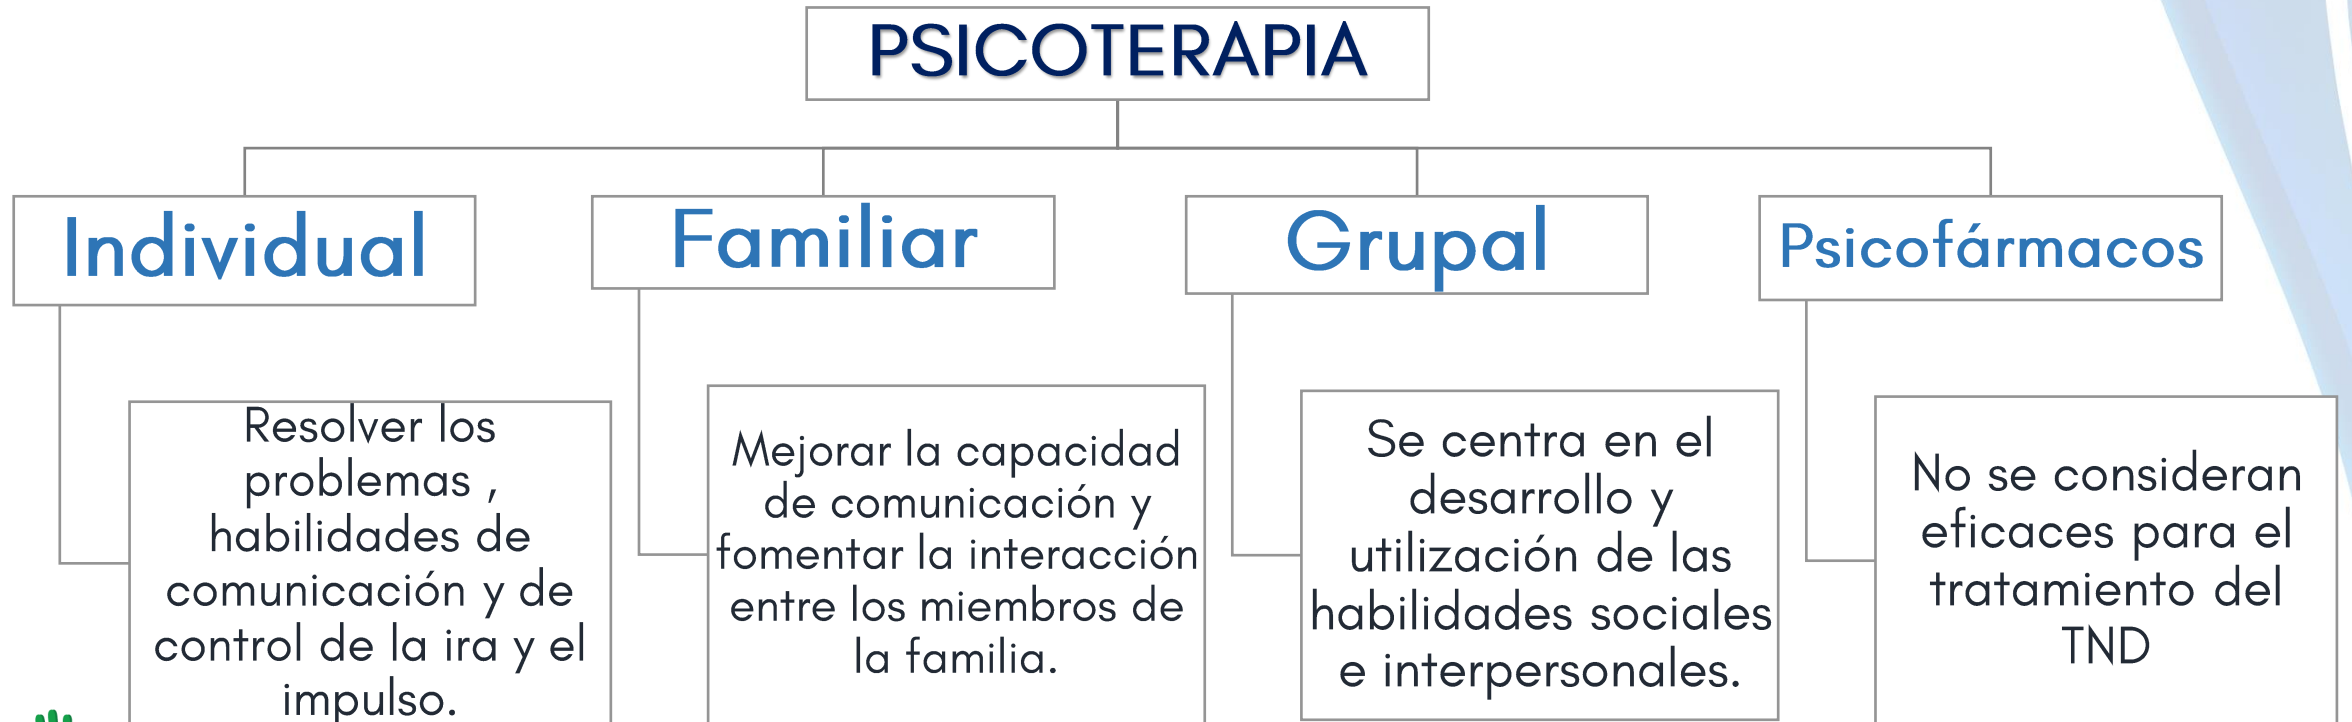 PSICOTERAPIA
Individual
Familiar
Grupal
Psicofármacos
Resolver los
problemas ,
habilidades de
comunicación y de
control de la ira y el
impulso.
Mejorar la capacidad
de comunicación y
fomentar la interacción
entre los miembros de
la familia.
Se centra en el
desarrollo y
utilización de las
habilidades sociales
e interpersonales.
No se consideran
eficaces para el
tratamiento del
TND